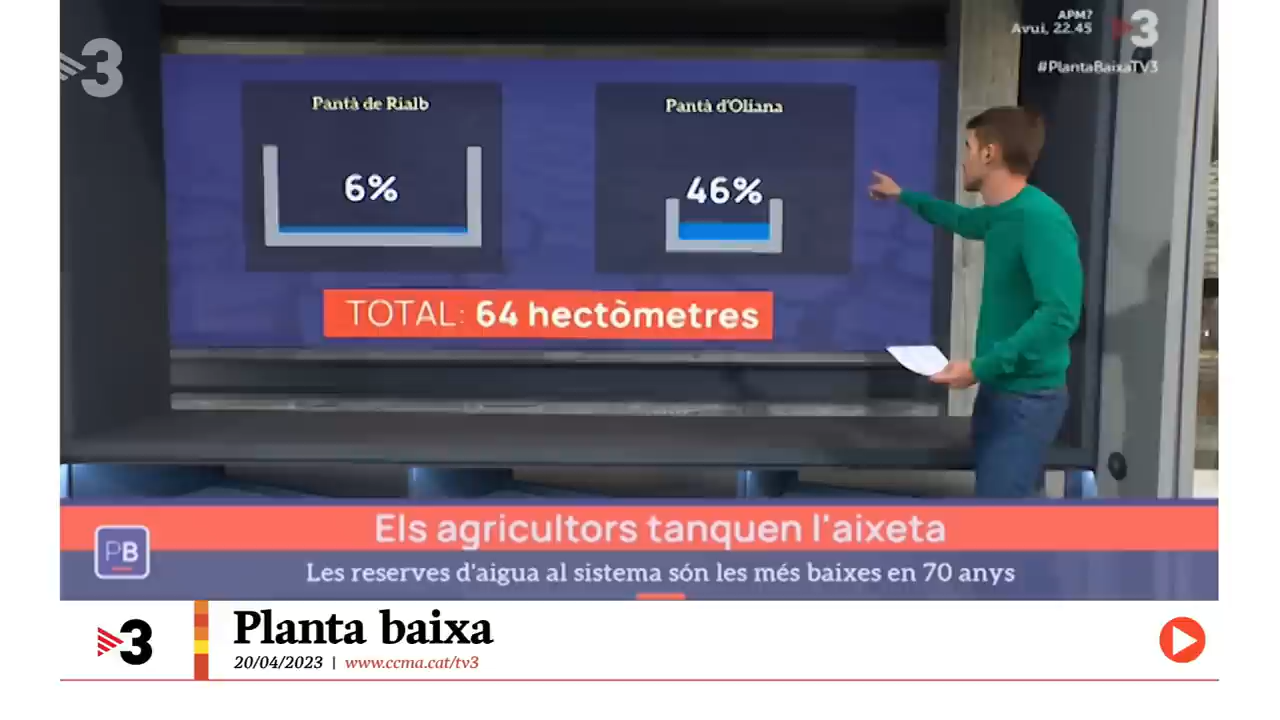 3
APM?
Avui, 22.45
3
#PlantaBaixaTV3
Pantà de Rialb
6%
Pantà d'Oliana
46%
TOTAL: 64 hectòmetres
PB
Els agricultors tanquen l'aixeta
Les reserves d'aigua al sistema són les més baixes en 70 anys
3
Planta baixa
20/04/2023 | www.ccma.cat/tv3